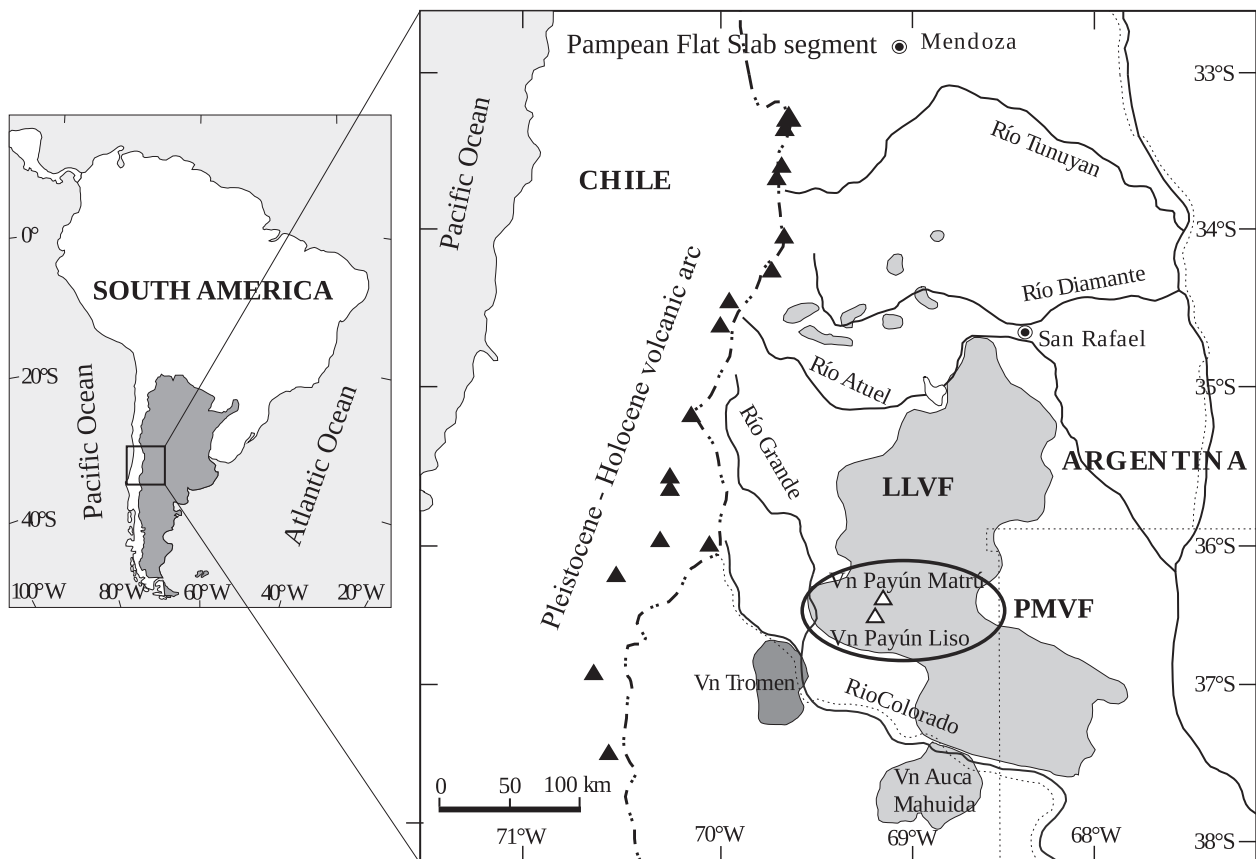 Pampean Flat Slab segment
Mendoza
33°S
Pacific Ocean
CHILE
Río Tunuyan
34°S
0°
SOUTH AMERICA
Pleistocene - Holocene volcanic arc
Río Diamante
San Rafael
20°S
Pacific Ocean
Atlantic Ocean
Río Atuel
35°S
Río Grande
ARGENTINA
LLVF
40°S
36°S
100°W
80°W
60°W
40°W
20°W
Vn Payún Matrú
PMVF
Vn Payún Liso
Vn Tromen
RioColorado
37°S
0
50
100 km
Vn Auca
Mahuida
71°W
70°W
69°W
68°W
38°S